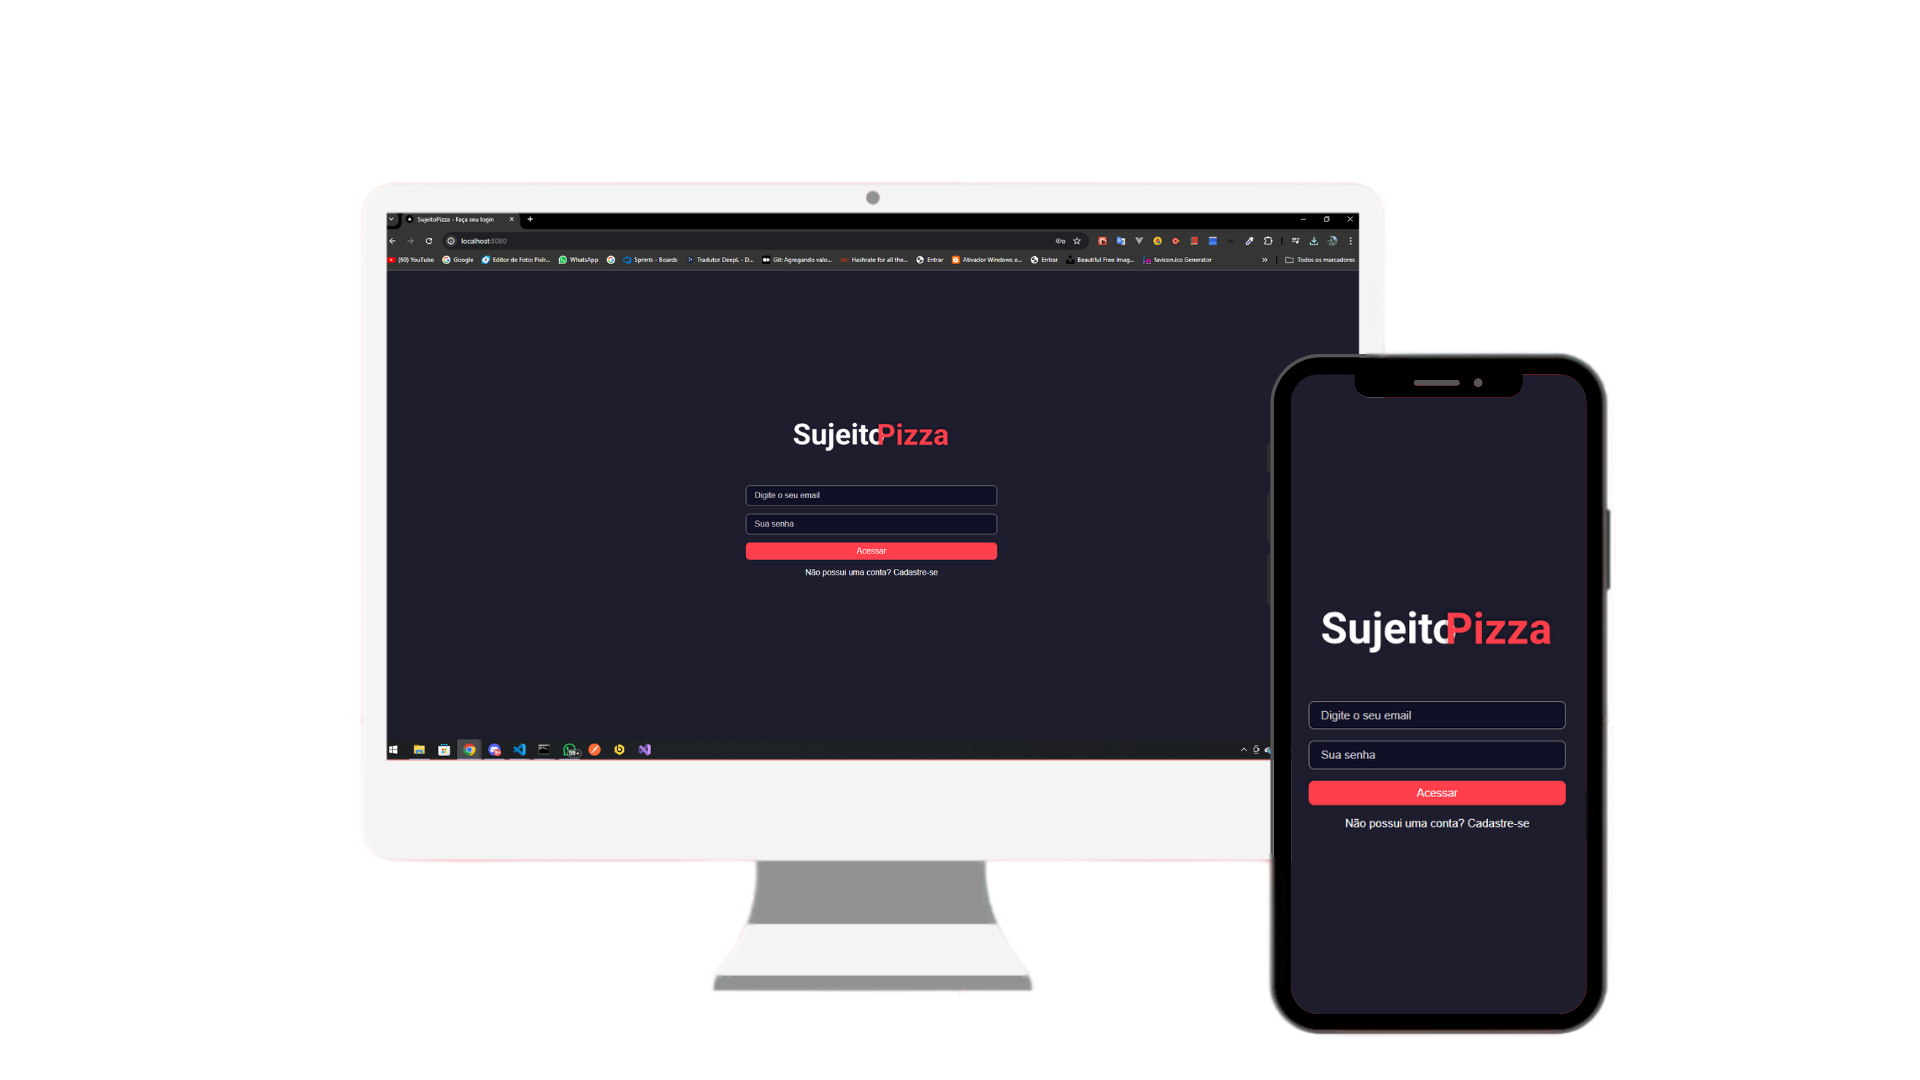 SujeitoPizza - Faça seu login
localhost:8080
(69) YouTube Google Editor de Foto: Pixlr... WhatsApp Sprints - Boards Tradutor DeepL - D... Git: Agregando valo... Hashrate for all the... Entrar Ativador Windows e... Entrar Beautiful Free Imag... favicon.ico Generator Todos os marcadores
SujeitoPizza
Digite o seu email
Sua senha
Acessar
Não possui uma conta? Cadastre-se
99+
SujeitoPizza
Digite o seu email
Sua senha
Acessar
Não possui uma conta? Cadastre-se